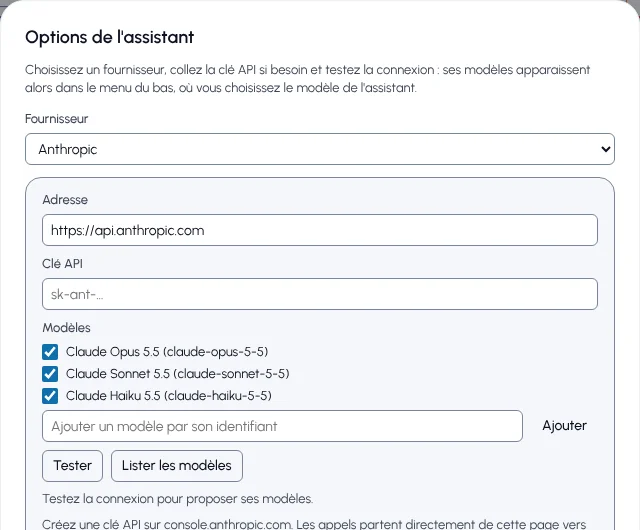 Options de l'assistant
Choisissez un fournisseur, collez la clé API si besoin et testez la connexion : ses modèles apparaissent
alors dans le menu du bas, où vous choisissez le modèle de l'assistant.
Fournisseur
Anthropic
Adresse
https://api.anthropic.com
Clé API
sk-ant-...
Modèles
Claude Opus 5.5 (claude-opus-5-5)
Claude Sonnet 5.5 (claude-sonnet-5-5)
Claude Haiku 5.5 (claude-haiku-5-5)
Ajouter un modèle par son identifiant
Ajouter
Tester
Lister les modèles
Testez la connexion pour proposer ses modèles.
Créez une clé API sur console.anthropic.com. Les appels partent directement de cette page vers